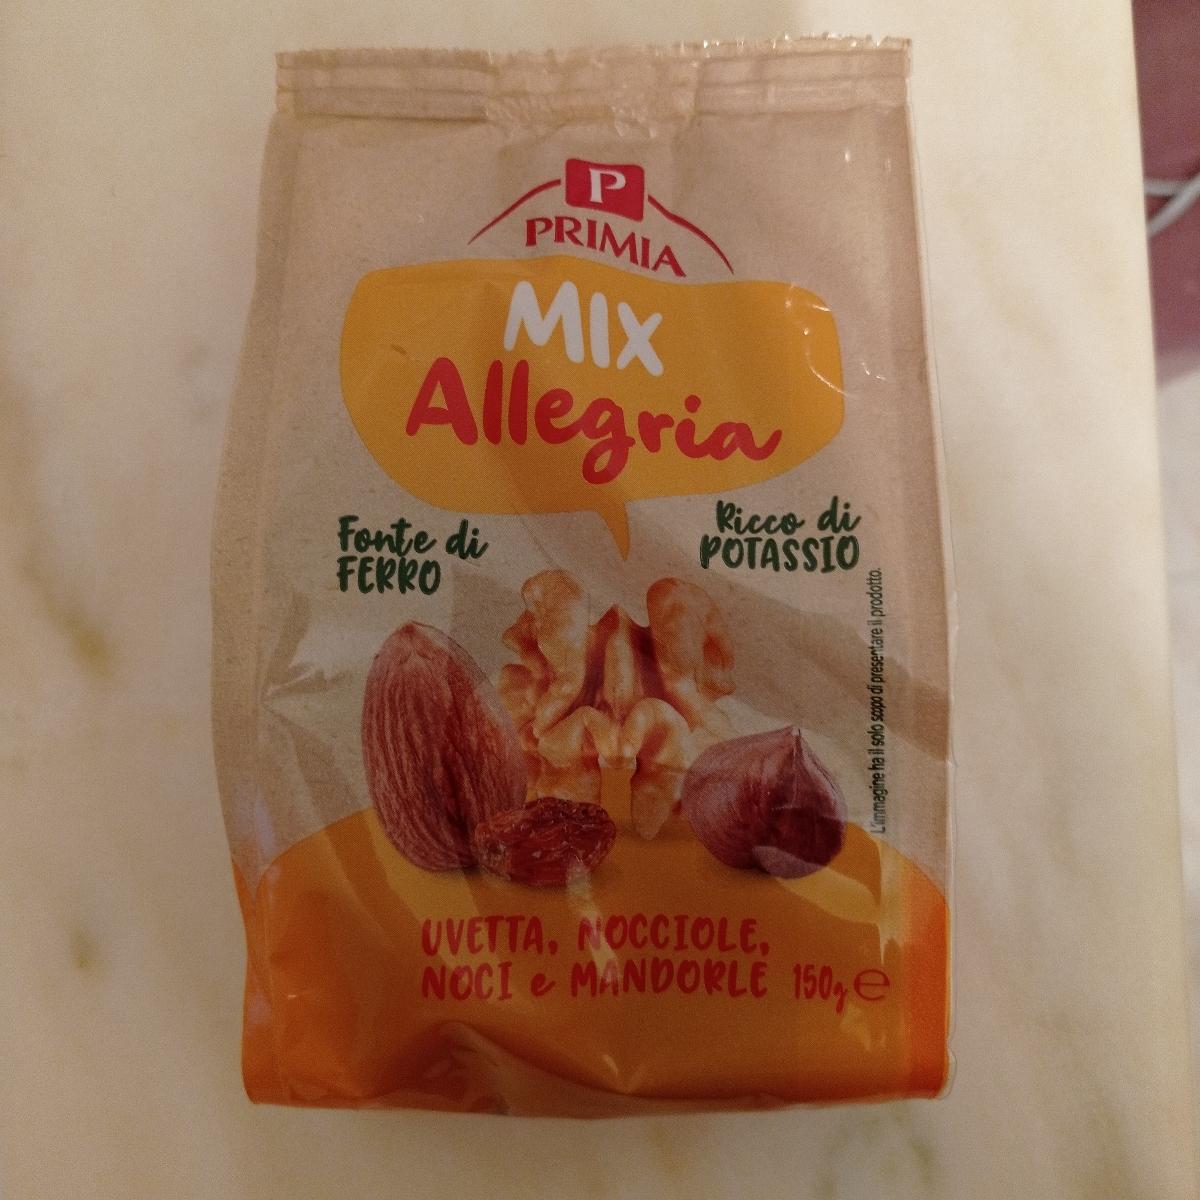 P
PRIMIA
MIX
Allegria
Fonte di
FERRO
Ricco di
POTASSIO
L'immagine ha il solo scopo di presentare il prodotto.
UVETTA, NOCCIOLE,
NOCI e MANDORLE 150g ℮